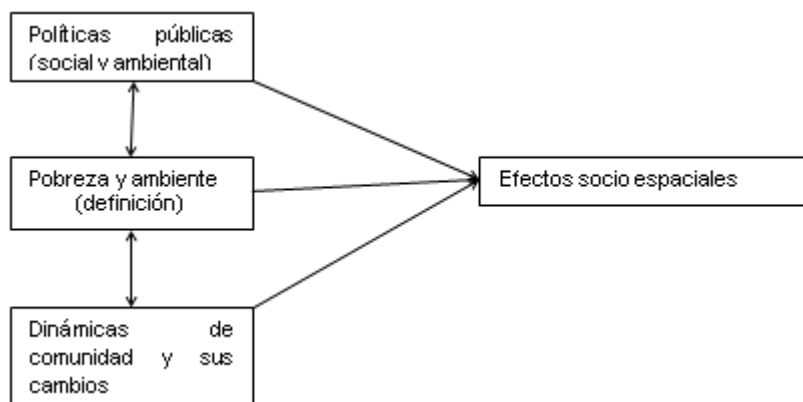 Políticas públicas
(social y ambiental)
Pobreza y ambiente
(definición)
Efectos socio espaciales
Dinámicas de
comunidad y sus
cambios